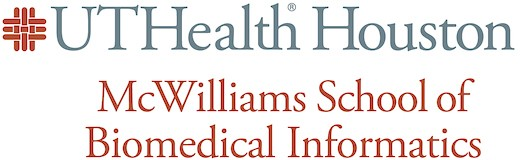 UTHealth® Houston
McWilliams School of
Biomedical Informatics